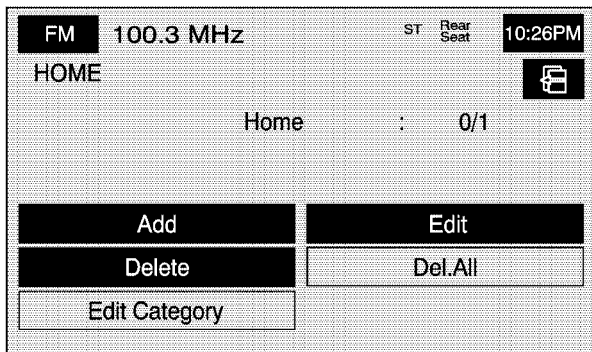 FM 100.3 MHz ST Rear Seat 10:26PM
HOME
Home : 0/1
Add Edit
Delete Del.All
Edit Category